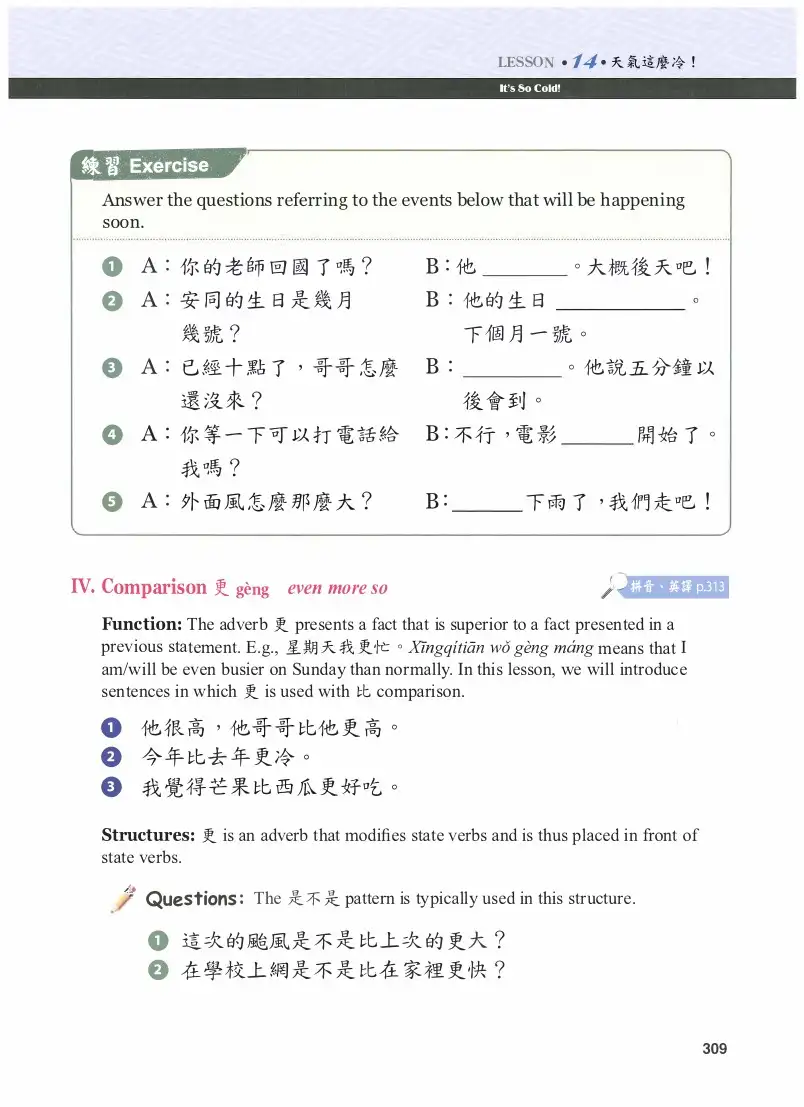 LESSON • 14 • 天氣這麼冷!
It's So Cold!
練習 Exercise
Answer the questions referring to the events below that will be happening
soon.
1 A:你的老師回國了嗎? B:他 ________。大概後天吧!
2 A:安同的生日是幾月 B:他的生日 ____________。
幾號? 下個月一號。
3 A:已經十點了,哥哥怎麼 B:_________。他說五分鐘以
還沒來? 後會到。
4 A:你等一下可以打電話給 B:不行,電影_______開始了。
我嗎?
5 A:外面風怎麼那麼大? B:_______下雨了,我們走吧!
IV. Comparison 更 gèng even more so
拼音、英譯 p.313
Function: The adverb 更 presents a fact that is superior to a fact presented in a
previous statement. E.g., 星期天我更忙。Xīngqítiān wǒ gèng máng means that I
am/will be even busier on Sunday than normally. In this lesson, we will introduce
sentences in which 更 is used with 比 comparison.
1 他很高,他哥哥比他更高。
2 今年比去年更冷。
3 我覺得芒果比西瓜更好吃。
Structures: 更 is an adverb that modifies state verbs and is thus placed in front of
state verbs.
Questions: The 是不是 pattern is typically used in this structure.
1 這次的颱風是不是比上次的更大?
2 在學校上網是不是比在家裡更快?
309